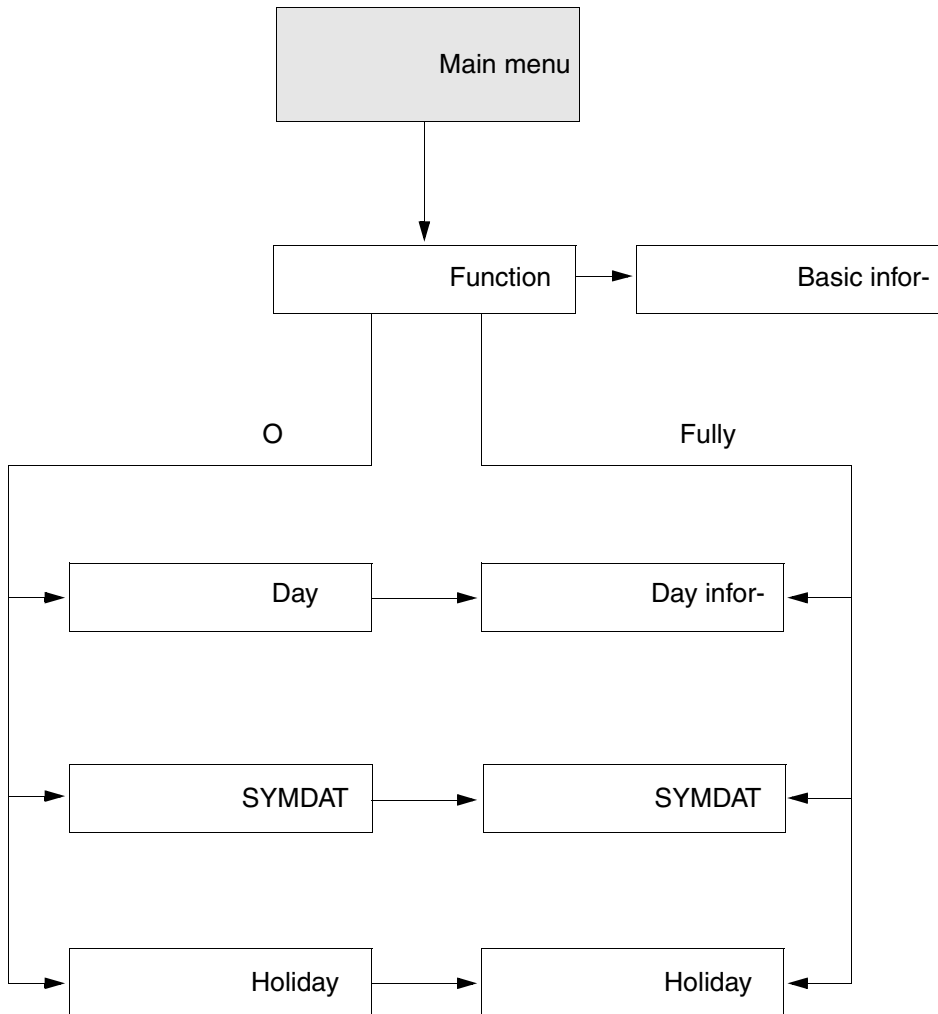 Main menu
Function
Basic infor-
O
Fully
Day
Day infor-
SYMDAT
SYMDAT
Holiday
Holiday